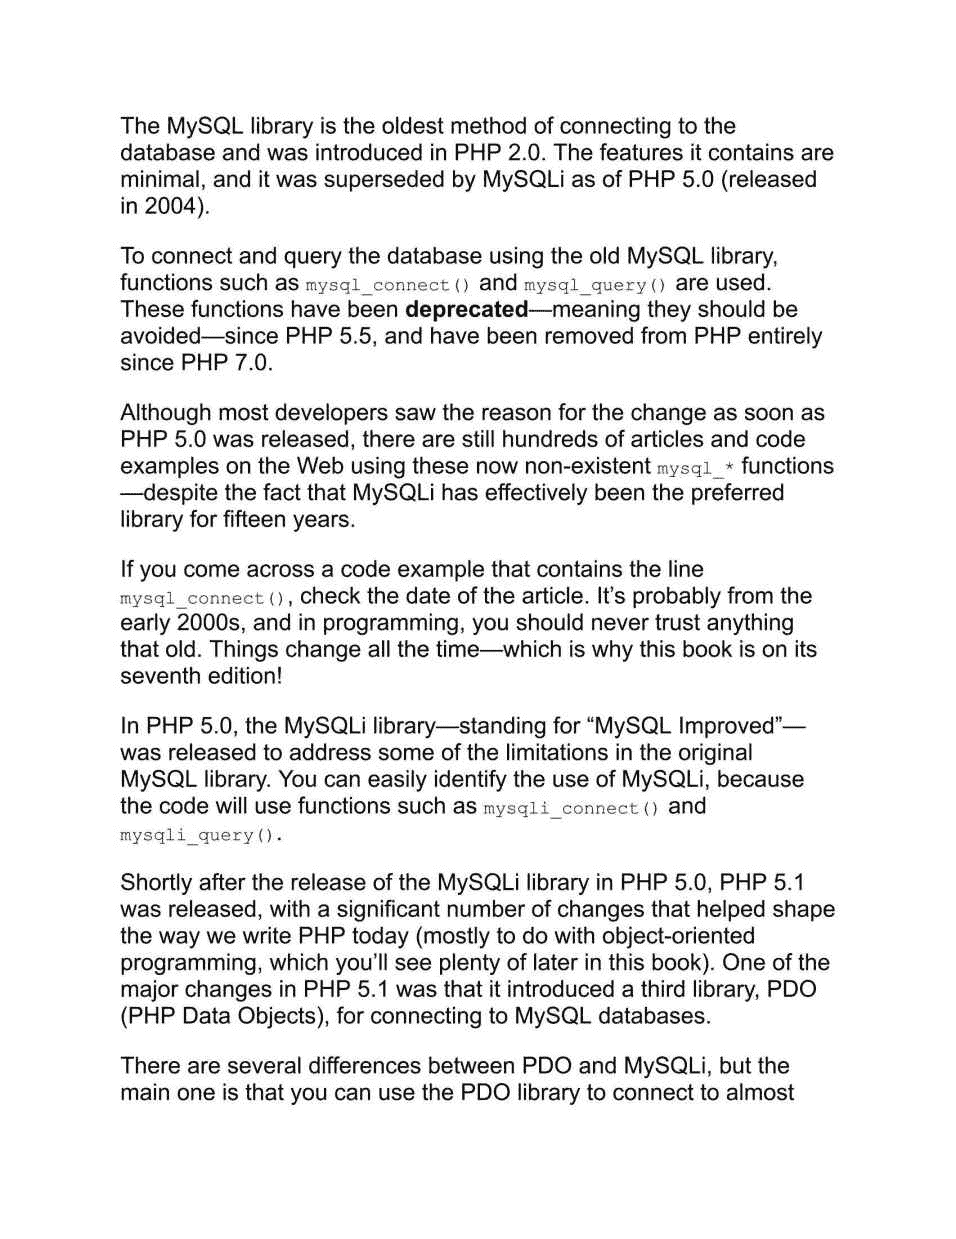 The MySQL library is the oldest method of connecting to the
database and was introduced in PHP 2.0. The features it contains are
minimal, and it was superseded by MySQLi as of PHP 5.0 (released
in 2004).
To connect and query the database using the old MySQL library,
functions such as mysql_connect() and mysql_query() are used.
These functions have been deprecated—meaning they should be
avoided—since PHP 5.5, and have been removed from PHP entirely
since PHP 7.0.
Although most developers saw the reason for the change as soon as
PHP 5.0 was released, there are still hundreds of articles and code
examples on the Web using these now non-existent mysql_* functions
—despite the fact that MySQLi has effectively been the preferred
library for fifteen years.
If you come across a code example that contains the line
mysql_connect(), check the date of the article. It’s probably from the
early 2000s, and in programming, you should never trust anything
that old. Things change all the time—which is why this book is on its
seventh edition!
In PHP 5.0, the MySQLi library—standing for “MySQL Improved”—
was released to address some of the limitations in the original
MySQL library. You can easily identify the use of MySQLi, because
the code will use functions such as mysqli_connect() and
mysqli_query().
Shortly after the release of the MySQLi library in PHP 5.0, PHP 5.1
was released, with a significant number of changes that helped shape
the way we write PHP today (mostly to do with object-oriented
programming, which you’ll see plenty of later in this book). One of the
major changes in PHP 5.1 was that it introduced a third library, PDO
(PHP Data Objects), for connecting to MySQL databases.
There are several differences between PDO and MySQLi, but the
main one is that you can use the PDO library to connect to almost